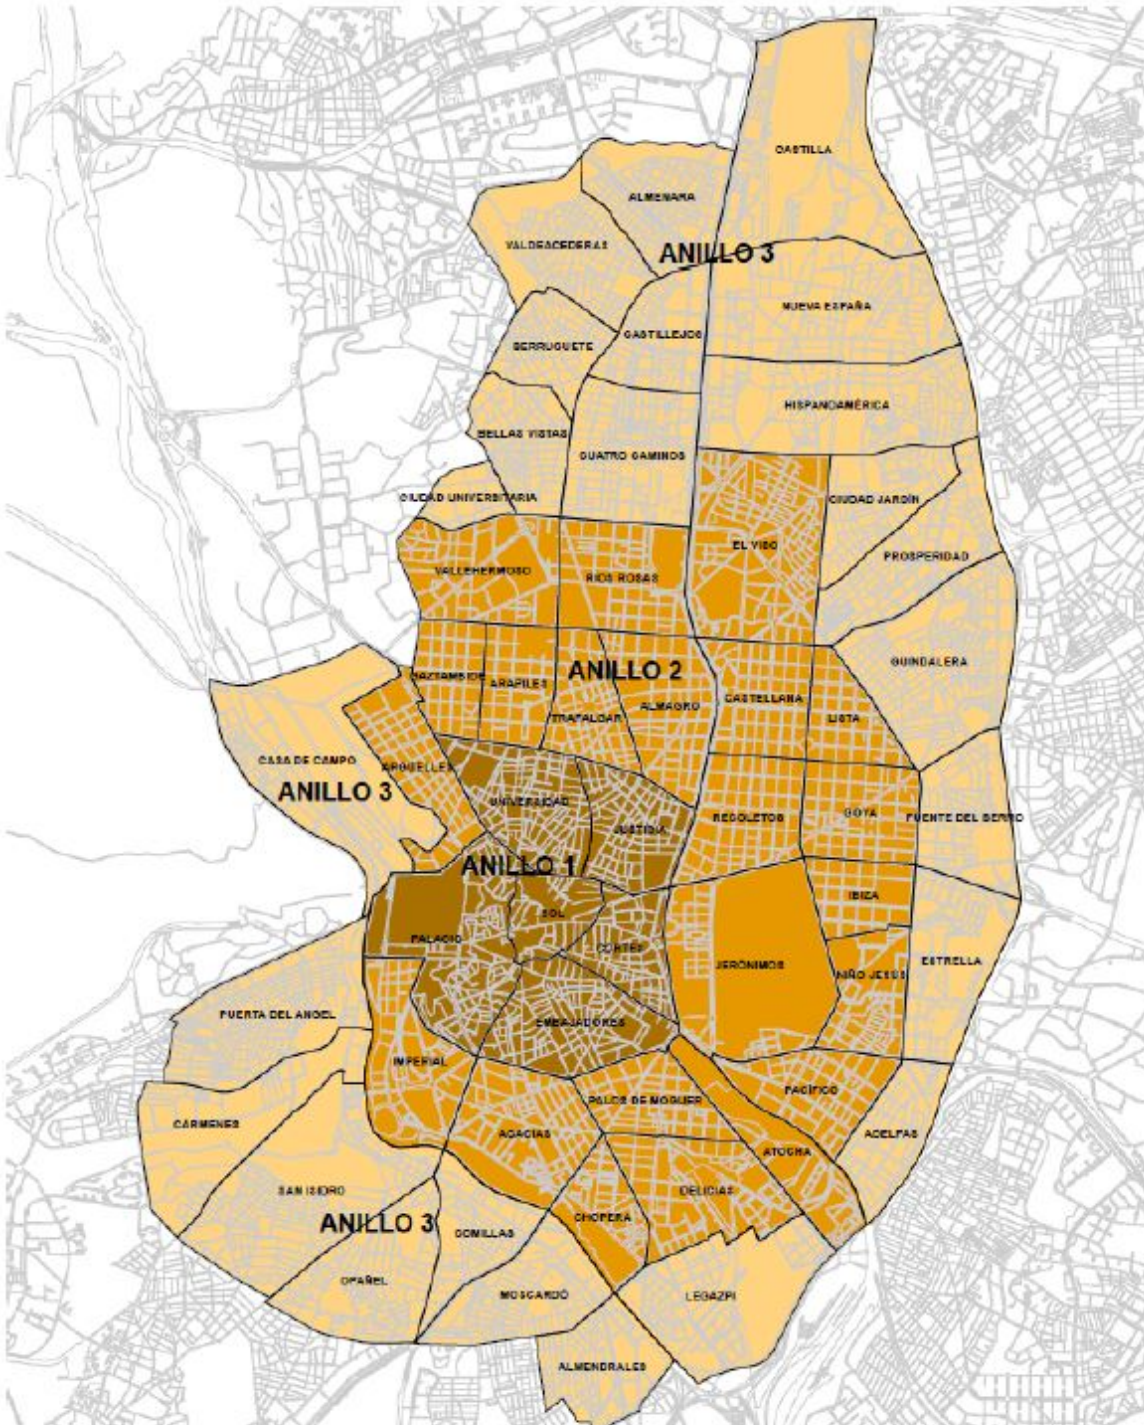 CASTILLA
ALMENARA
VALDEACEDERAS
ANILLO 3
NUEVA ESPAÑA
CASTILLEJOS
BERRUGUETE
HISPANOAMÉRICA
BELLAS VISTAS
CUATRO CAMINOS
CIUDAD UNIVERSITARIA
CIUDAD JARDÍN
EL VISO
PROSPERIDAD
VALLEHERMOSO
RIOS ROSAS
GUINDALERA
ANILLO 2
GAZTAMBIDE
ARAPILES
CASTELLANA
ALMAGRO
TRAFALGAR
LISTA
CASA DE CAMPO
ARGÜELLES
ANILLO 3
UNIVERSIDAD
JUSTICIA
RECOLETOS
GOYA
FUENTE DEL BERRO
ANILLO 1
IBIZA
SOL
PALACIO
CORTES
ESTRELLA
JERÓNIMOS
NIÑO JESUS
PUERTA DEL ANGEL
EMBAJADORES
IMPERIAL
PACÍFICO
PALOS DE MOGUER
CARMENES
ACACIAS
ADELFAS
ATOCHA
SAN ISIDRO
DELICIAS
CHOPERA
ANILLO 3
COMILLAS
OPAÑEL
MOSCARDÓ
LEGAZPI
ALMENDRALES